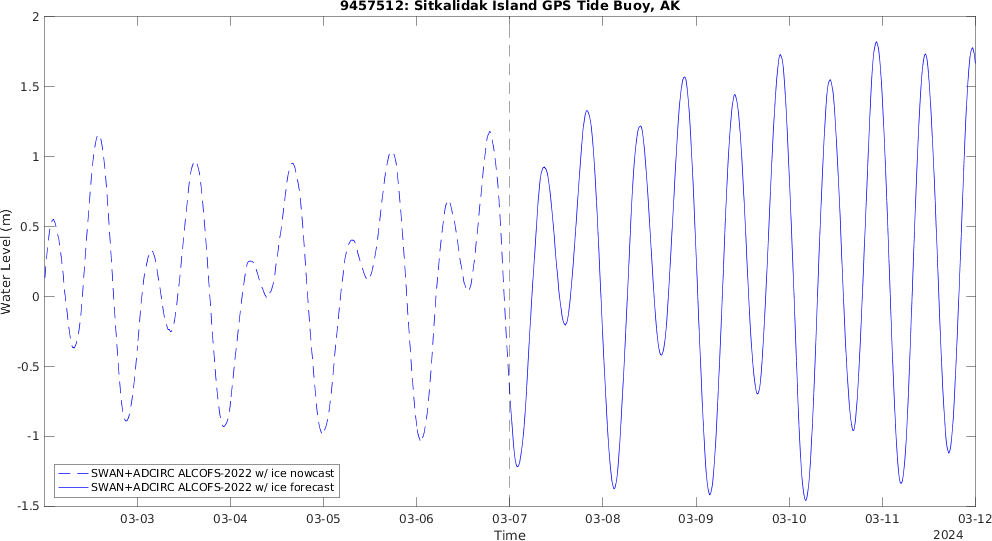 9457512: Sitkalidak Island GPS Tide Buoy, AK
Water Level (m)
2
1.5
1
0.5
0
-0.5
-1
-1.5
SWAN+ADCIRC ALCOFS-2022 w/ ice nowcast
SWAN+ADCIRC ALCOFS-2022 w/ ice forecast
03-03 03-04 03-05 03-06 03-07 03-08 03-09 03-10 03-11 03-12
Time
2024